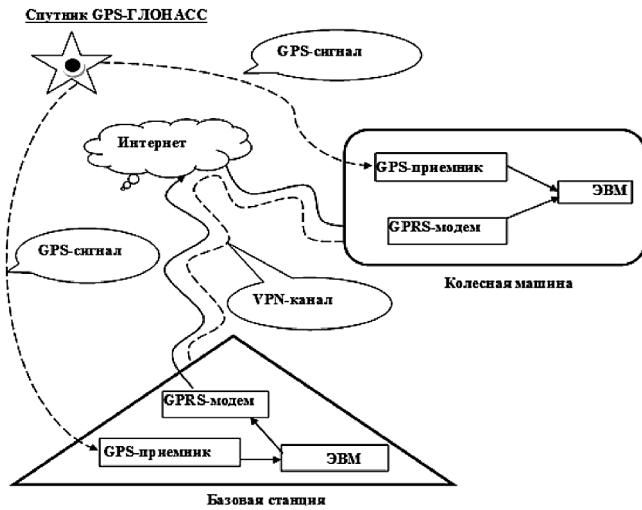 Спутник GPS-ГЛОНАСС
GPS-сигнал
Интернет
GPS-приемник
ЭВМ
GPRS-модем
Колесная машина
GPS-сигнал
VPN-канал
GPRS-модем
GPS-приемник
ЭВМ
Базовая станция